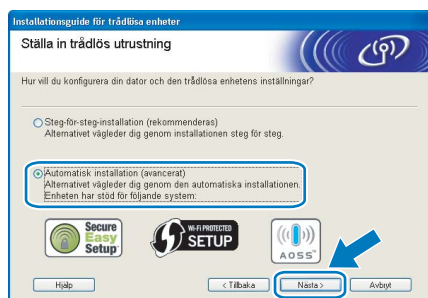 Installationsguide för trådlösa enheter
Ställa in trådlös utrustning
Hur vill du konfigurera din dator och den trådlösa enhetens inställningar?
Steg-för-steg-installation (rekommenderas)
Alternativet vägleder dig genom installationen steg för steg.
Automatisk installation (avancerat)
Alternativet vägleder dig genom den automatiska installationen.
Enheten har stöd för följande system:
Secure
Easy
Setup
WI-FI PROTECTED
SETUP
AOSS™
Hjälp
< Tillbaka
Nästa >
Avbryt